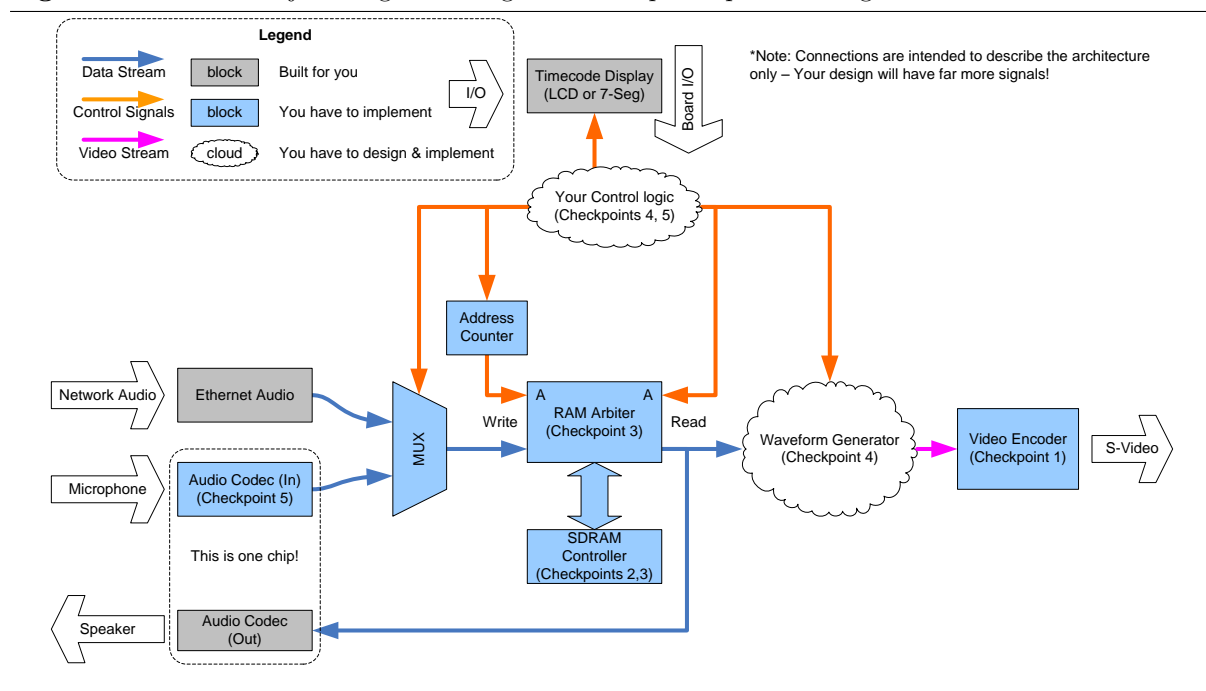 Legend
Data Stream
block
Built for you
Control Signals
block
You have to implement
Video Stream
cloud
You have to design & implement
I/O
Timecode Display
(LCD or 7-Seg)
Board I/O
*Note: Connections are intended to describe the architecture
only – Your design will have far more signals!
Your Control logic
(Checkpoints 4, 5)
Address
Counter
Network Audio
Ethernet Audio
MUX
Write
A
A
RAM Arbiter
(Checkpoint 3)
Read
Waveform Generator
(Checkpoint 4)
Video Encoder
(Checkpoint 1)
S-Video
Microphone
Audio Codec (In)
(Checkpoint 5)
This is one chip!
SDRAM
Controller
(Checkpoints 2,3)
Speaker
Audio Codec
(Out)